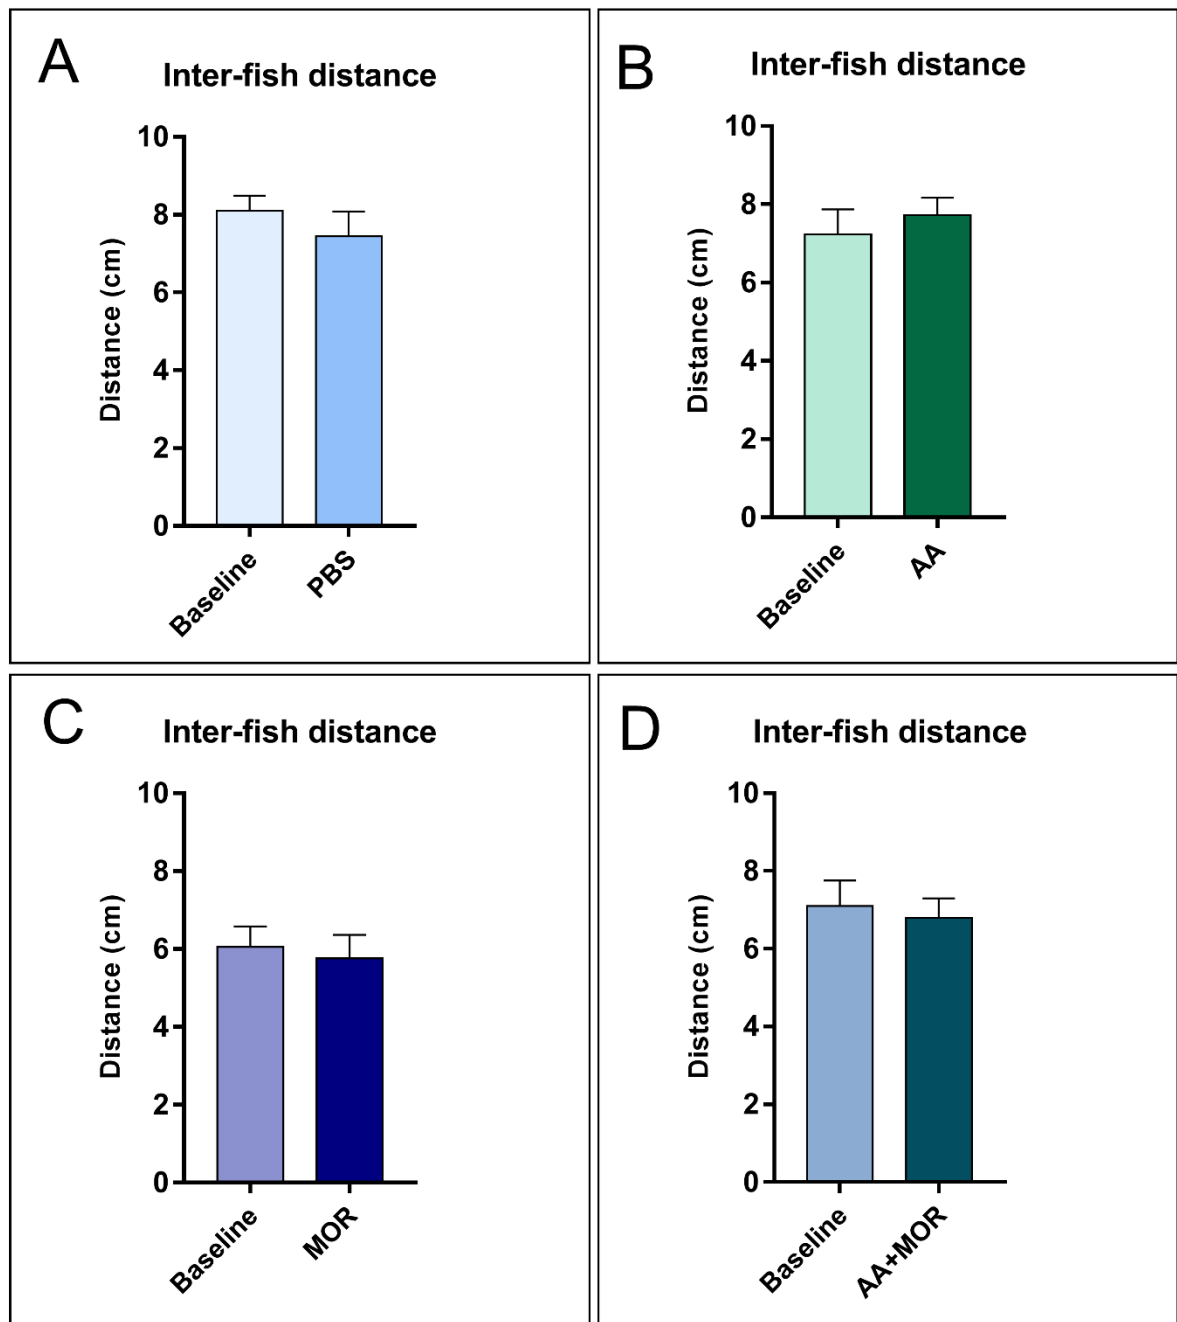 A
Inter-fish distance
Distance (cm)
10
8
6
4
2
0
Baseline
PBS
B
Inter-fish distance
Distance (cm)
10
8
6
4
2
0
Baseline
AA
C
Inter-fish distance
Distance (cm)
10
8
6
4
2
0
Baseline
MOR
D
Inter-fish distance
Distance (cm)
10
8
6
4
2
0
Baseline
AA+MOR